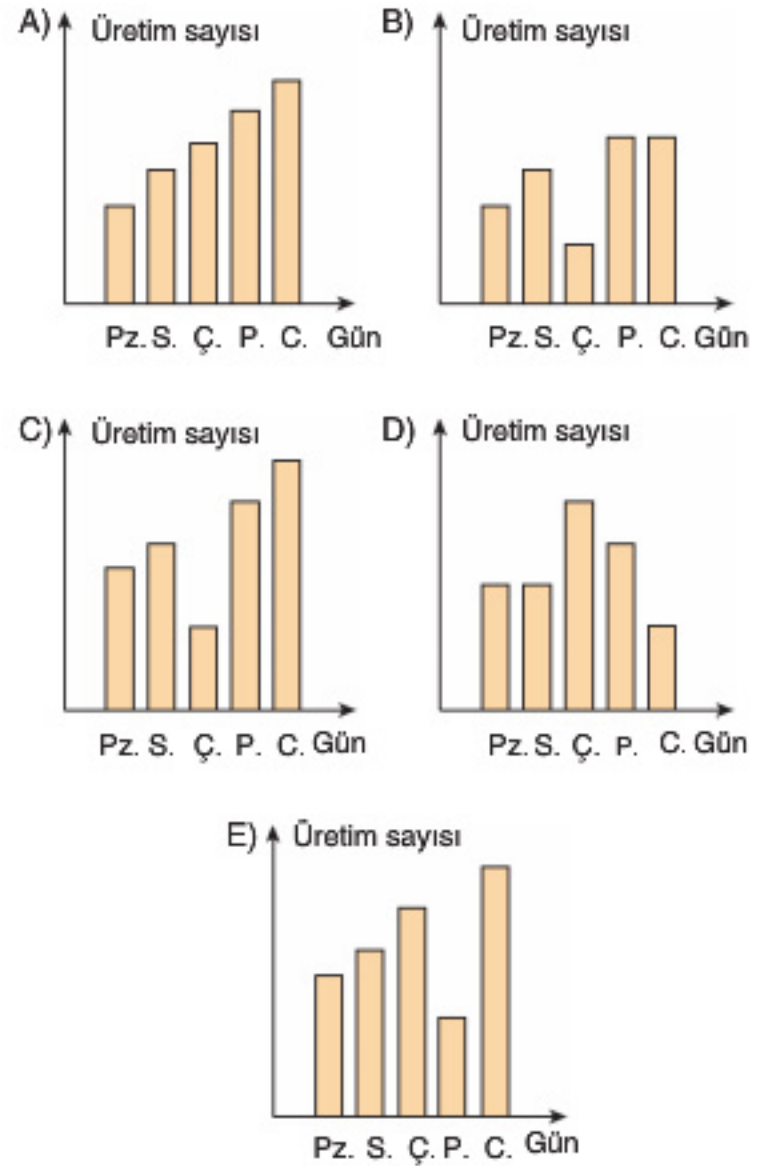 A) Üretim sayısı
Pz. S. Ç. P. C. Gün
B) Üretim sayısı
Pz. S. Ç. P. C. Gün
C) Üretim sayısı
Pz. S. Ç. P. C. Gün
D) Üretim sayısı
Pz. S. Ç. P. C. Gün
E) Üretim sayısı
Pz. S. Ç. P. C. Gün